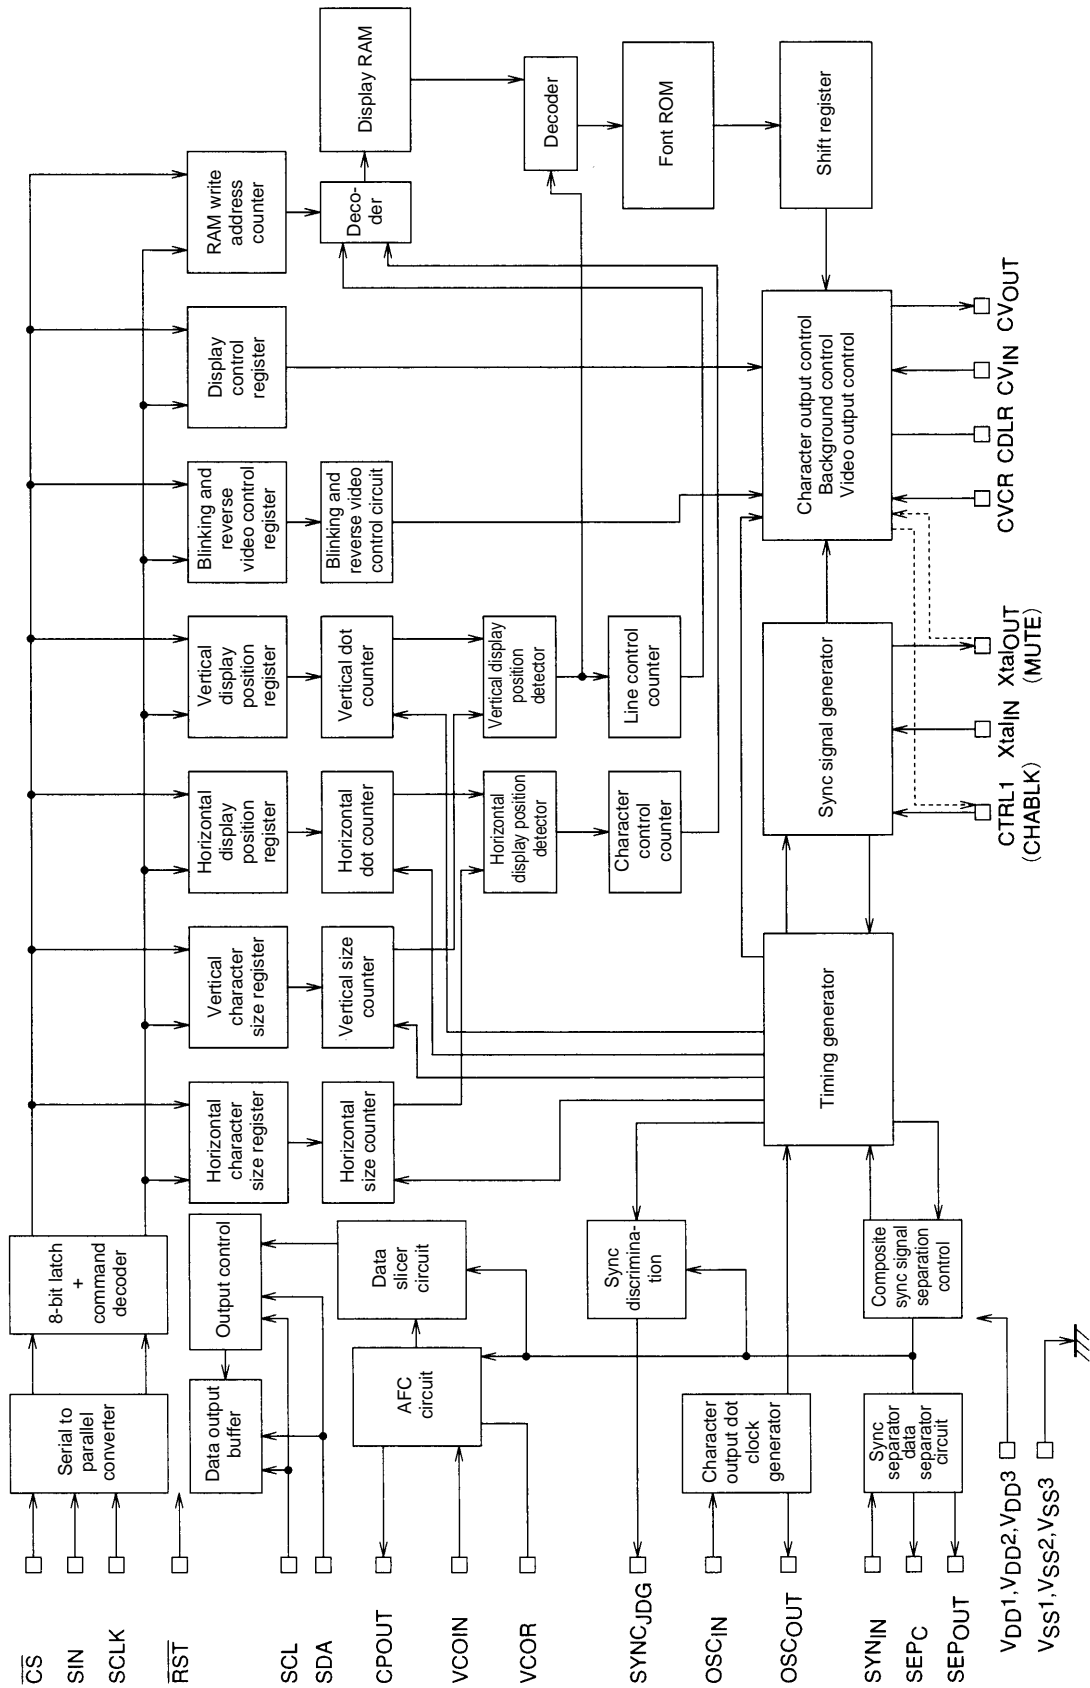 CS
SIN
SCLK
RST
SCL
SDA
CPOUT
VCOIN
VCOR
SYNCJDG
OSCIN
OSCOUT
SYNIN
SEPC
SEPOUT
VDD1,VDD2,VDD3
VSS1,VSS2,VSS3
Serial to
parallel
converter
8-bit latch
+
command
decoder
Data output
buffer
Output control
AFC
circuit
Data
slicer
circuit
Sync
discrimina-
tion
Character
output dot
clock
generator
Sync
separator
data
separator
circuit
Composite
sync signal
separation
control
Horizontal
character
size register
Horizontal
size counter
Vertical
character
size register
Vertical size
counter
Horizontal
display
position
register
Horizontal
dot counter
Horizontal
display position
detector
Character
control
counter
Vertical
display
position
register
Vertical dot
counter
Vertical display
position
detector
Line control
counter
Blinking and
reverse
video control
register
Blinking and
reverse video
control circuit
Display
control
register
RAM write
address
counter
Deco-
der
Display RAM
Decoder
Font ROM
Shift register
Timing generator
Sync signal generator
Character output control
Background control
Video output control
CTRL1
(CHABLK)
XtalIN
XtalOUT
(MUTE)
CVCR
CDLR
CVIN
CVOUT